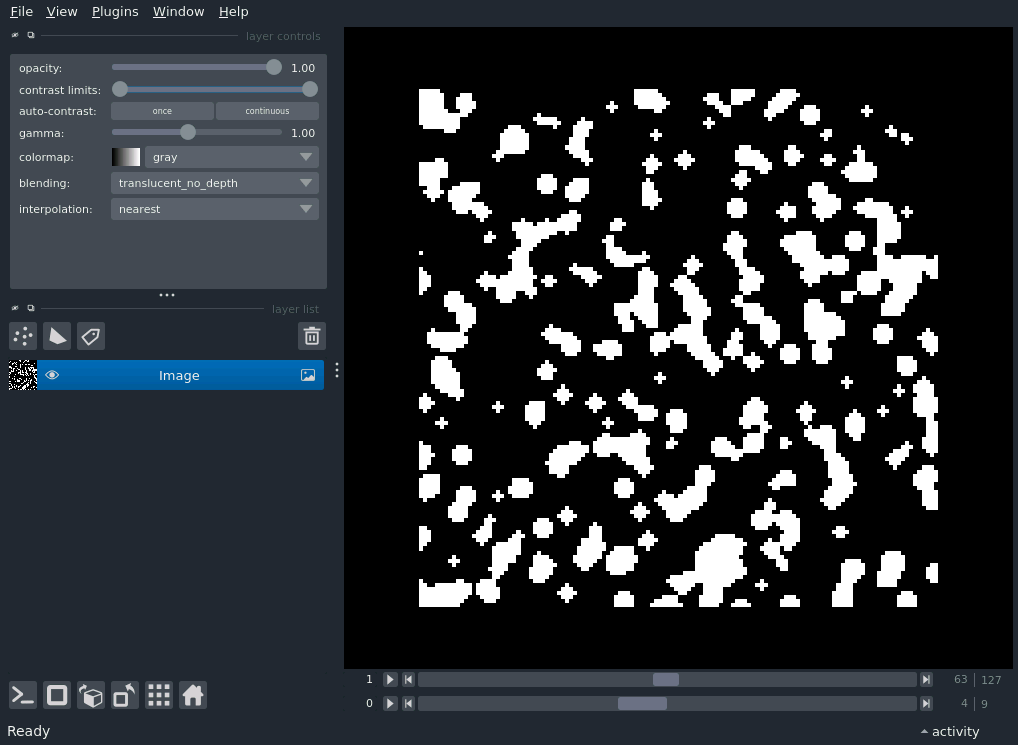 File View Plugins Window Help
layer controls
opacity: 1.00
contrast limits:
auto-contrast: once continuous
gamma: 1.00
colormap: gray
blending: translucent_no_depth
interpolation: nearest
layer list
Image
1 63 127
0 4 9
Ready activity